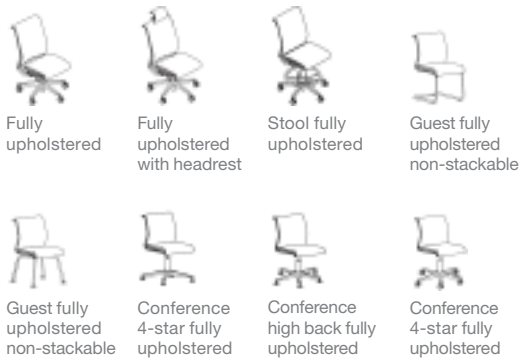 Fully
upholstered
Fully
upholstered
with headrest
Stool fully
upholstered
Guest fully
upholstered
non-stackable
Guest fully
upholstered
non-stackable
Conference
4-star fully
upholstered
Conference
high back fully
upholstered
Conference
4-star fully
upholstered